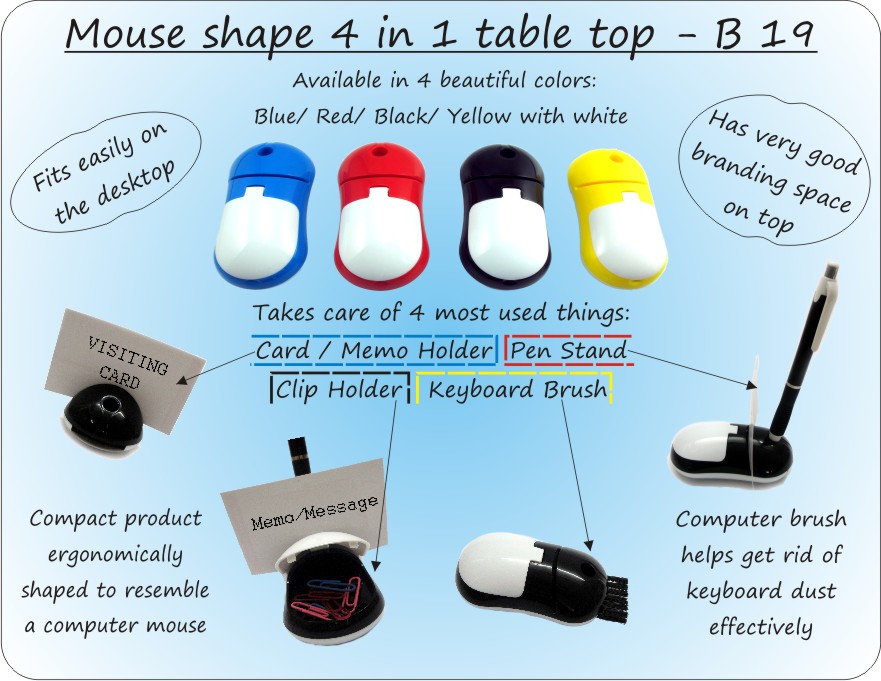 Mouse shape 4 in 1 table top - B 19
Available in 4 beautiful colors:
Blue/ Red/ Black/ Yellow with white
Fits easily on
the desktop
Has very good
branding space
on top
Takes care of 4 most used things:
Card / Memo Holder Pen Stand
Clip Holder Keyboard Brush
VISITING
CARD
Memo/Message
Compact product
ergonomically
shaped to resemble
a computer mouse
Computer brush
helps get rid of
keyboard dust
effectively